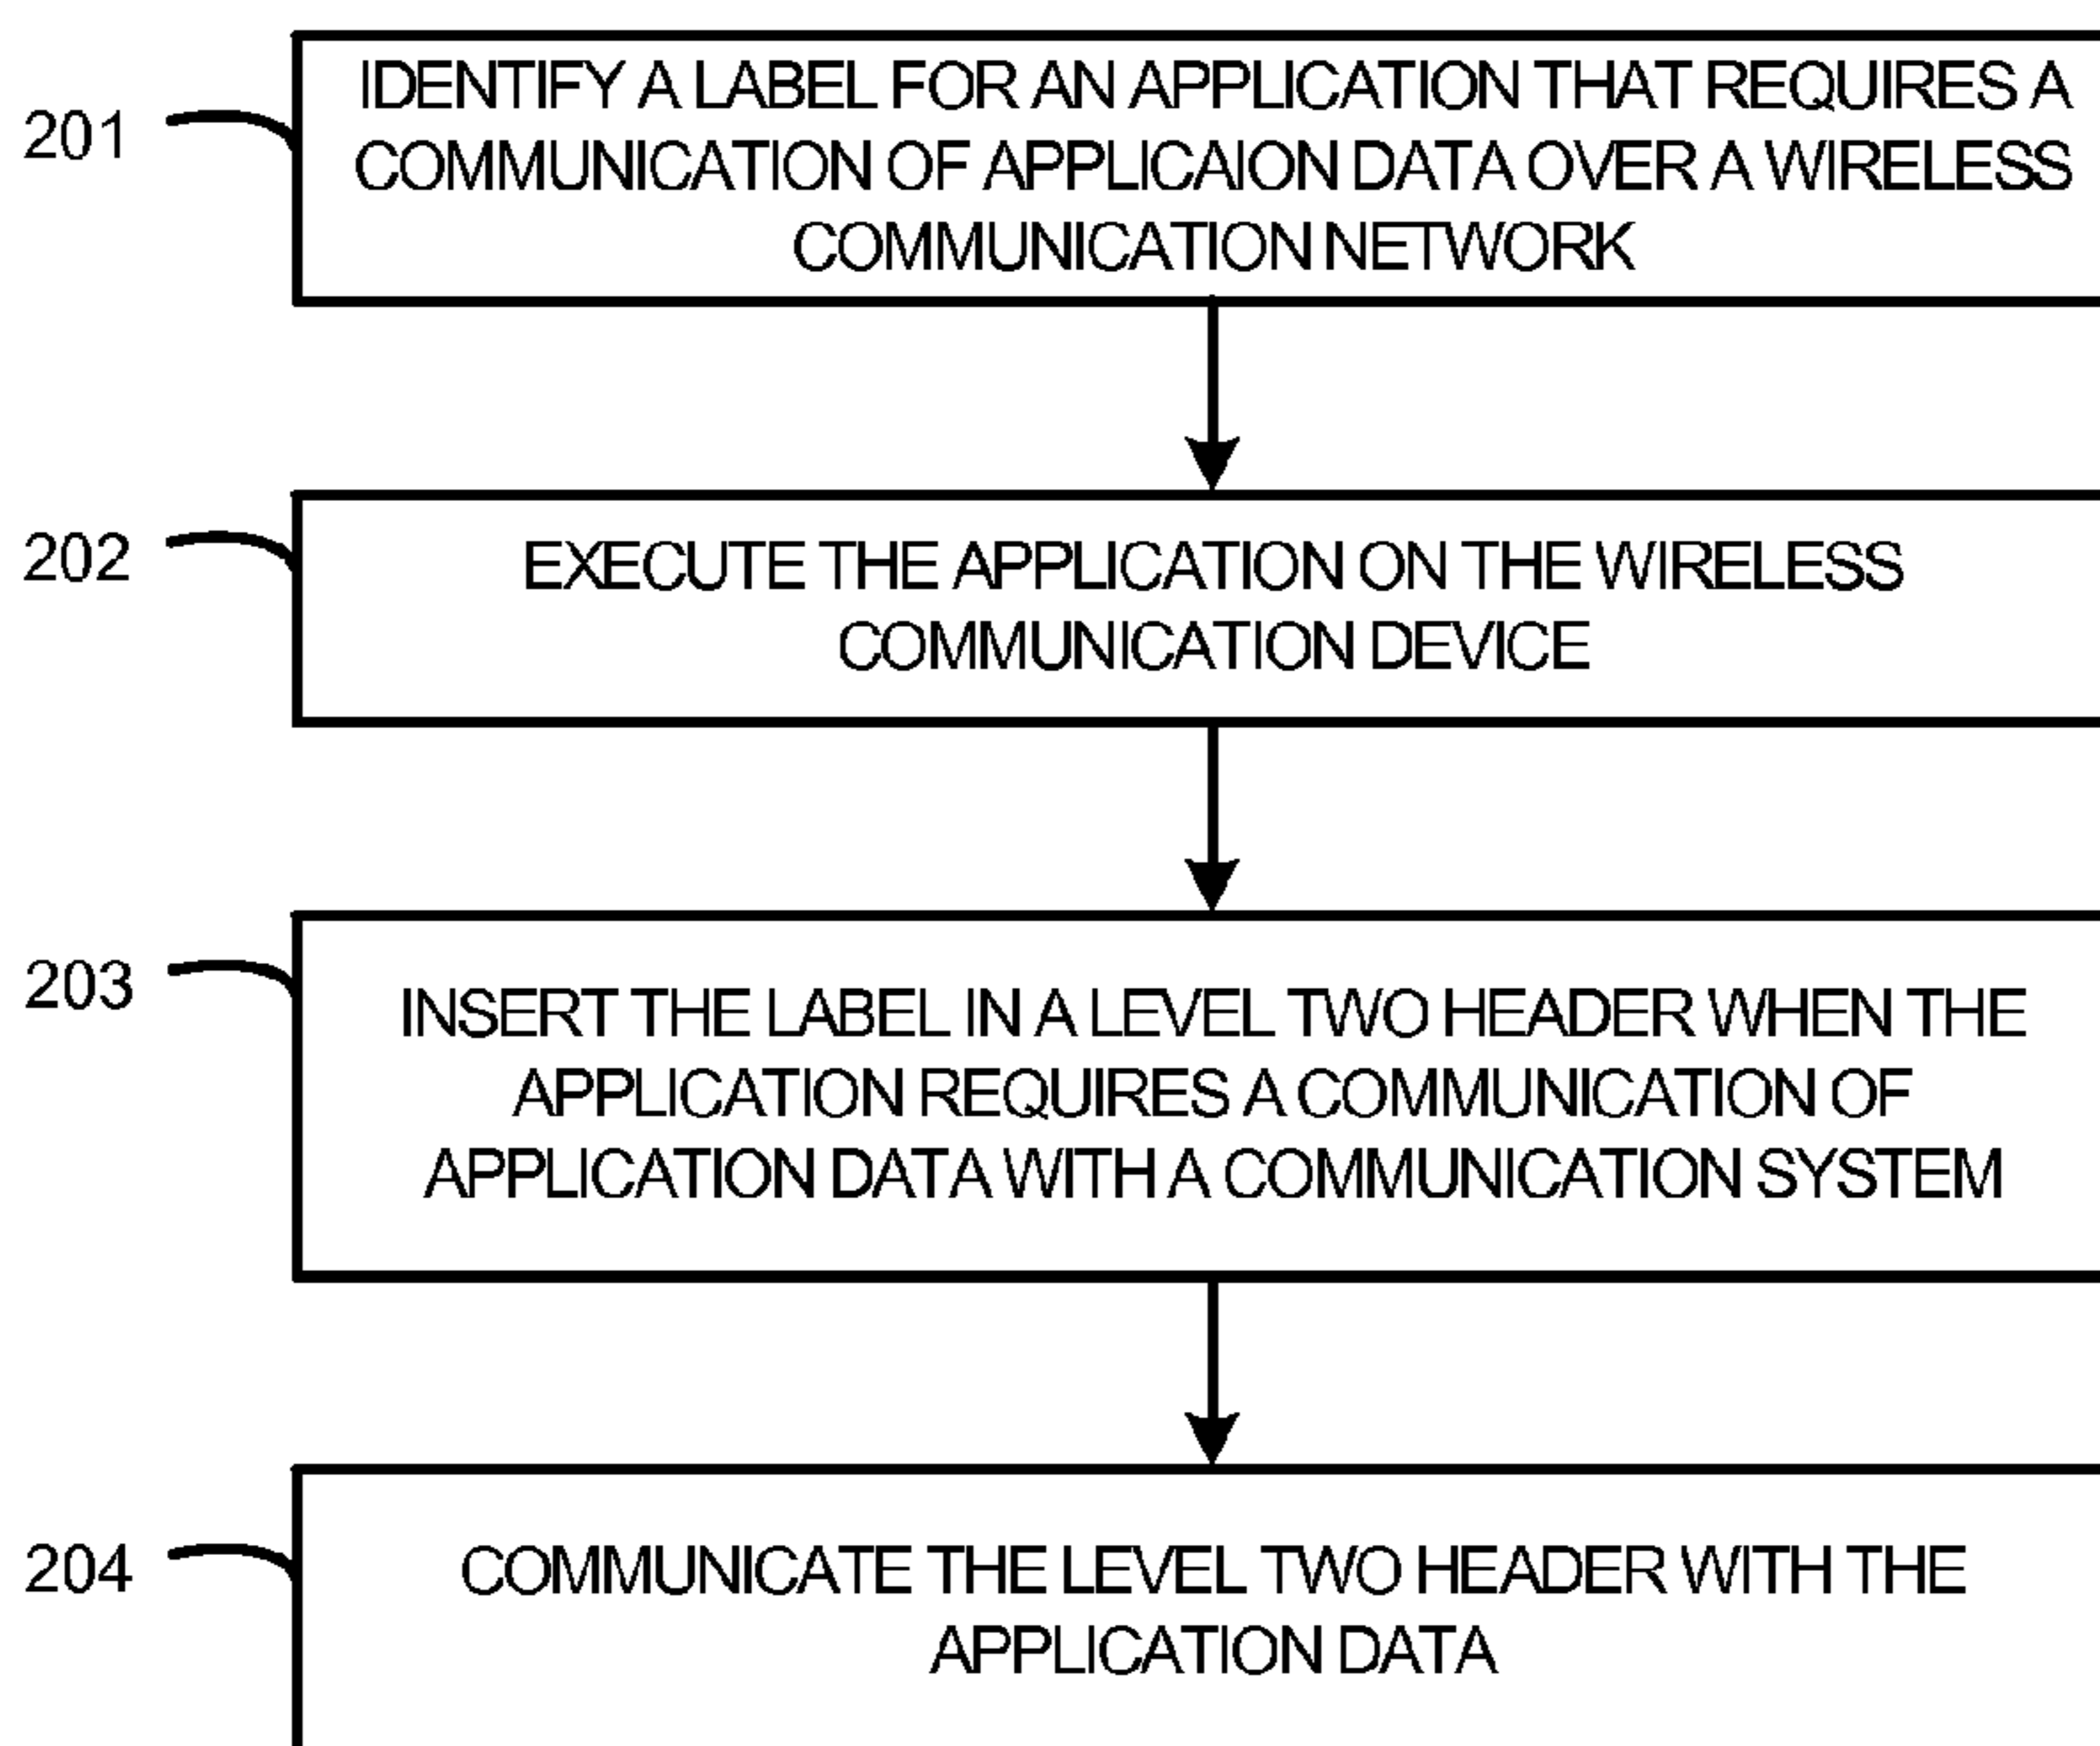 201
IDENTIFY A LABEL FOR AN APPLICATION THAT REQUIRES A
COMMUNICATION OF APPLICAION DATA OVER A WIRELESS
COMMUNICATION NETWORK
202
EXECUTE THE APPLICATION ON THE WIRELESS
COMMUNICATION DEVICE
203
INSERT THE LABEL IN A LEVEL TWO HEADER WHEN THE
APPLICATION REQUIRES A COMMUNICATION OF
APPLICATION DATA WITH A COMMUNICATION SYSTEM
204
COMMUNICATE THE LEVEL TWO HEADER WITH THE
APPLICATION DATA